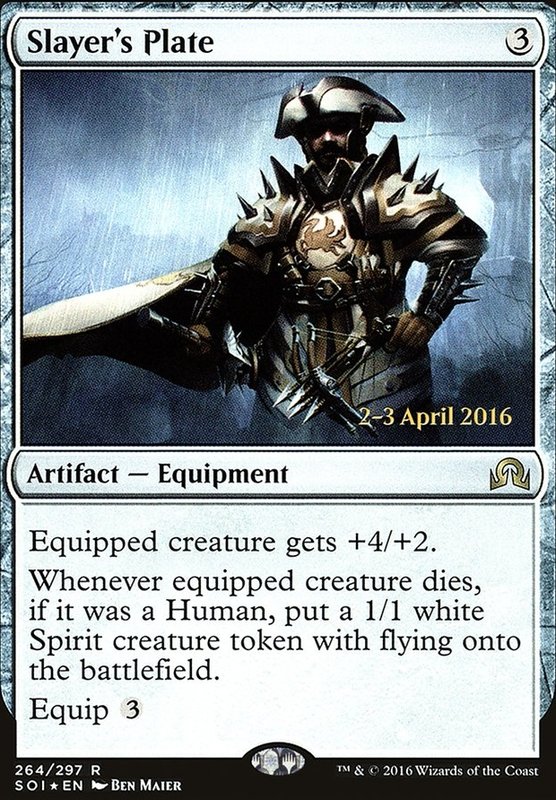 Slayer's Plate 3
2–3 April 2016
Artifact — Equipment
Equipped creature gets +4/+2.
Whenever equipped creature dies,
if it was a Human, put a 1/1 white
Spirit creature token with flying onto
the battlefield.
Equip 3
264/297 R
SOI★EN Ben Maier
™ & © 2016 Wizards of the Coast